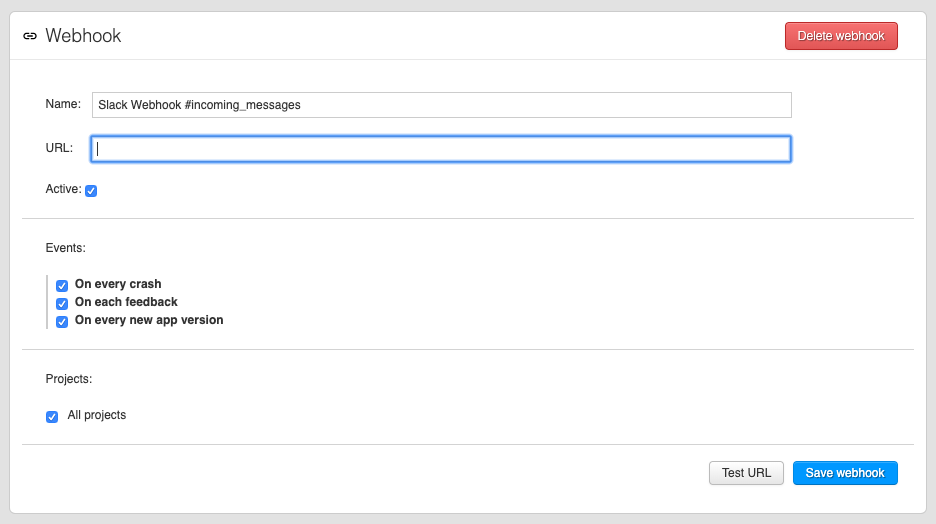 Webhook
Delete webhook
Name:
Slack Webhook #incoming_messages
URL:
Active:
Events:
On every crash
On each feedback
On every new app version
Projects:
All projects
Test URL
Save webhook